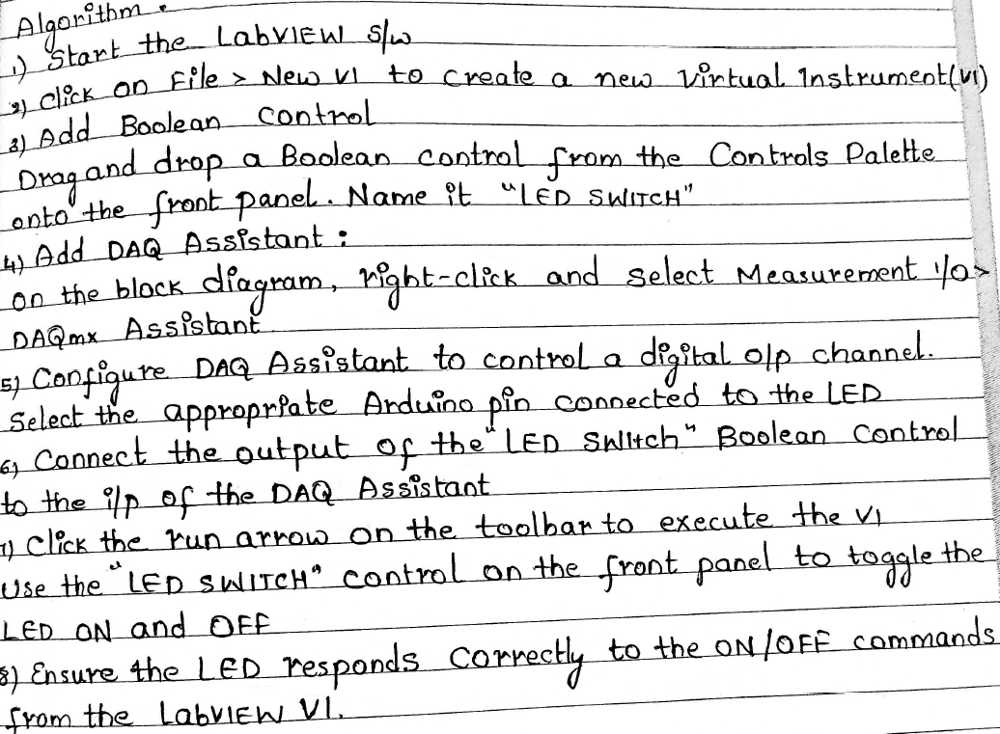 Algorithm.
1) Start the LabVIEW S/w
2) Click on File > New VI to create a new Virtual Instrument(VI)
3) Add Boolean Control
Drag and drop a Boolean control from the Controls Palette
onto the front panel. Name it "LED SWITCH"
4) Add DAQ Assistant :
On the block diagram, right-click and select Measurement I/O >
DAQmx Assistant
5) Configure DAQ Assistant to control a digital o/p channel.
Select the appropriate Arduino pin connected to the LED
6) Connect the output of the "LED Switch" Boolean Control
to the i/p of the DAQ Assistant
7) Click the run arrow on the toolbar to execute the VI
Use the "LED SWITCH" control on the front panel to toggle the
LED ON and OFF
8) Ensure the LED responds correctly to the ON/OFF commands
from the LabVIEW VI.